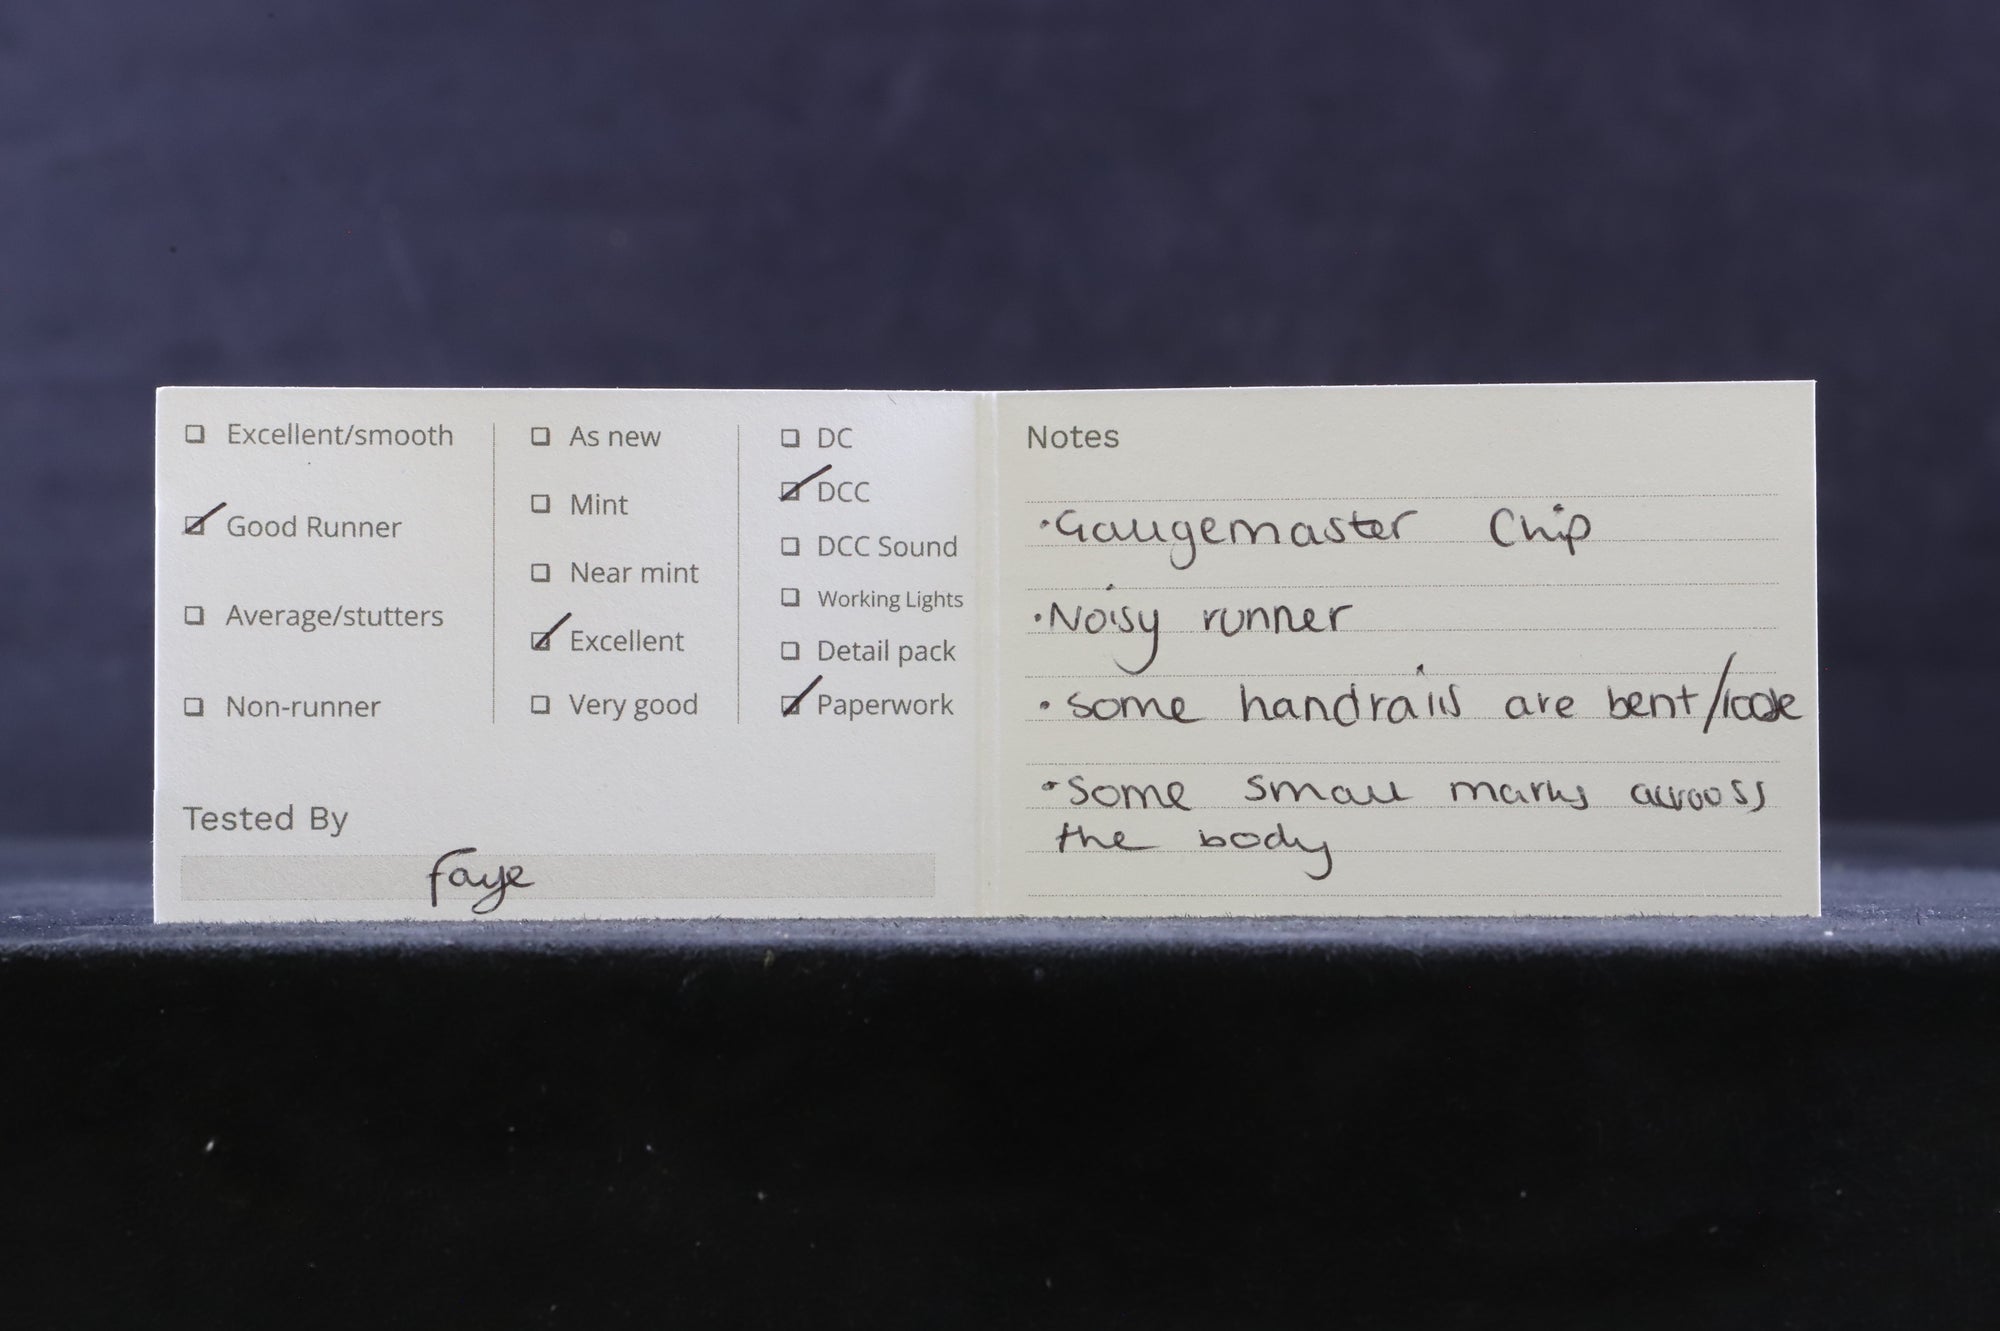 Excellent/smooth
Good Runner
Average/stutters
Non-runner
As new
Mint
Near mint
Excellent
Very good
DC
DCC
DCC Sound
Working Lights
Detail pack
Paperwork
Tested By
Faye
Notes
• Gaugemaster Chip
• Noisy runner
• Some handrails are bent/loose
• Some small marks across
the body